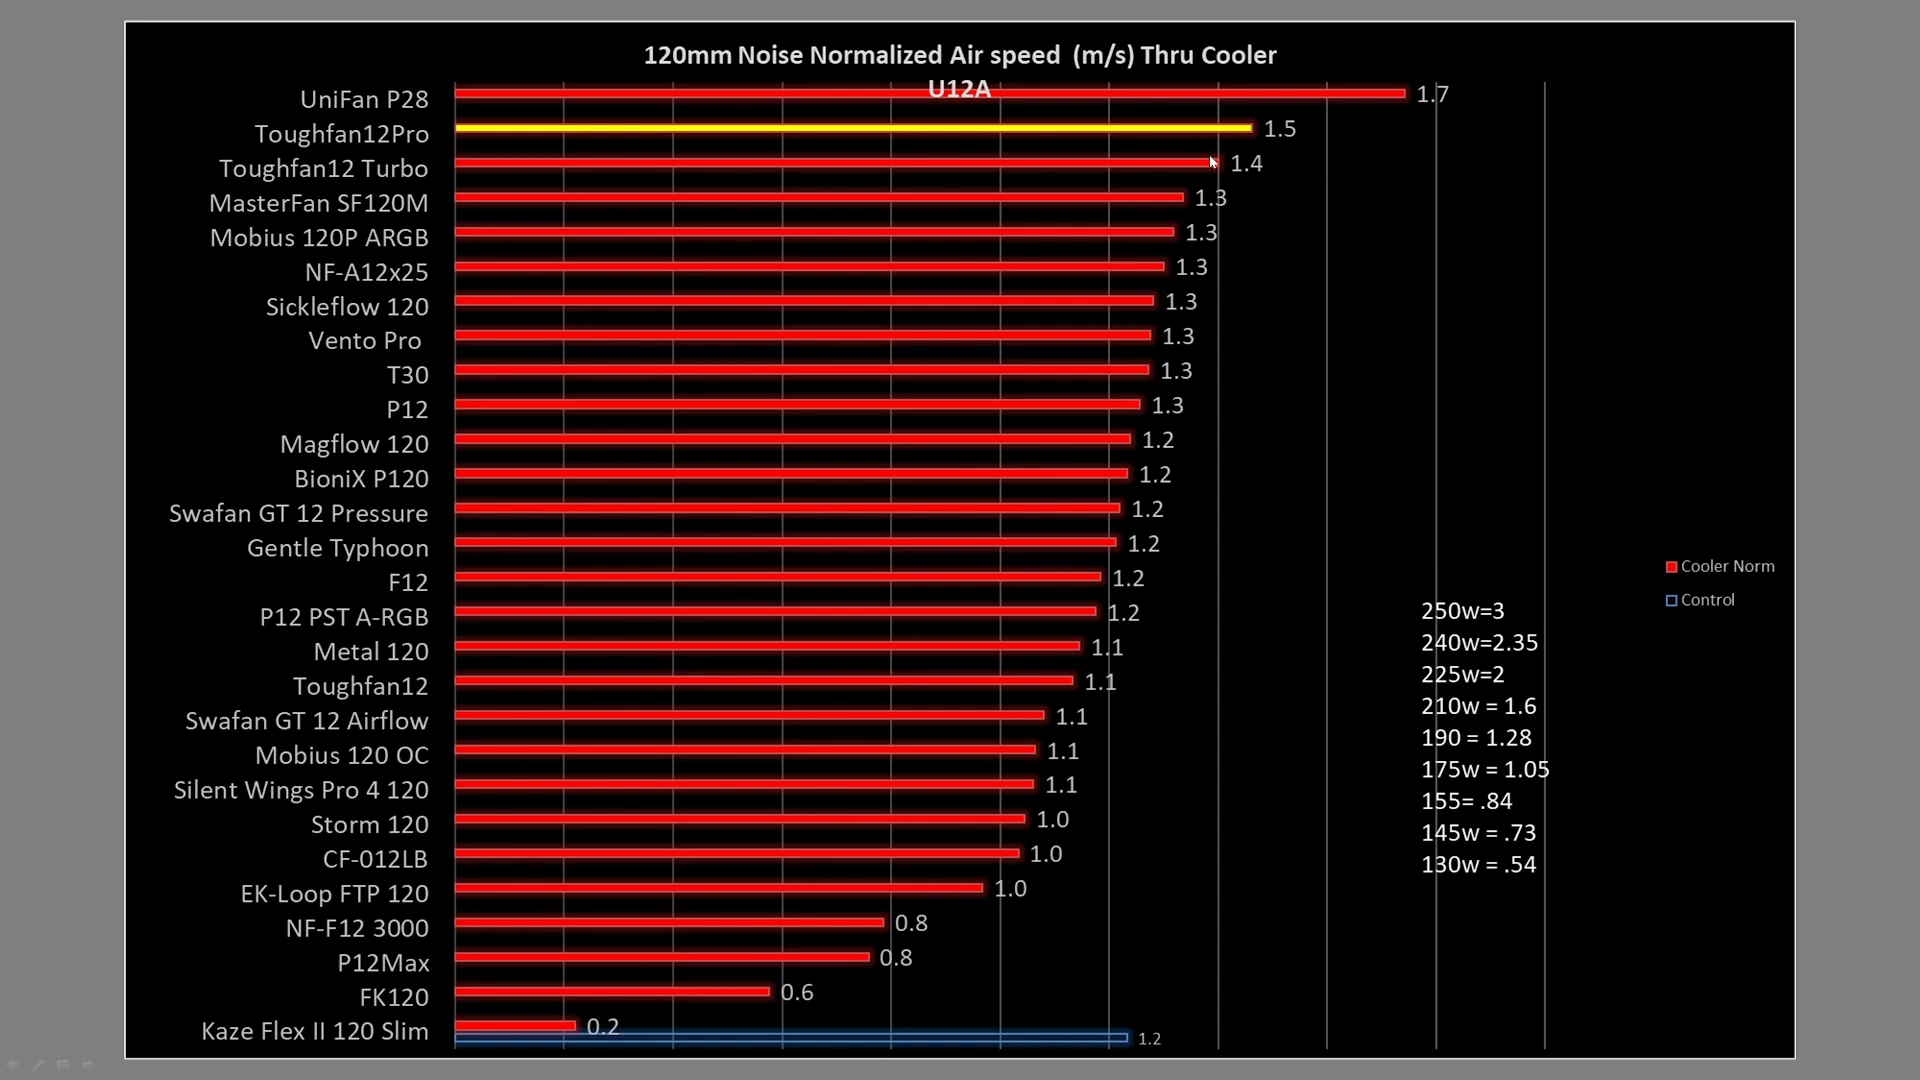 120mm Noise Normalized Air speed (m/s) Thru Cooler
U12A
UniFan P28 1.7
Toughfan12Pro 1.5
Toughfan12 Turbo 1.4
MasterFan SF120M 1.3
Mobius 120P ARGB 1.3
NF-A12x25 1.3
Sickleflow 120 1.3
Vento Pro 1.3
T30 1.3
P12 1.3
Magflow 120 1.2
BioniX P120 1.2
Swafan GT 12 Pressure 1.2
Gentle Typhoon 1.2
F12 1.2
P12 PST A-RGB 1.2
Metal 120 1.1
Toughfan12 1.1
Swafan GT 12 Airflow 1.1
Mobius 120 OC 1.1
Silent Wings Pro 4 120 1.1
Storm 120 1.0
CF-012LB 1.0
EK-Loop FTP 120 1.0
NF-F12 3000 0.8
P12Max 0.8
FK120 0.6
Kaze Flex II 120 Slim 0.2
1.2
Cooler Norm
Control
250w=3
240w=2.35
225w=2
210w = 1.6
190 = 1.28
175w = 1.05
155= .84
145w = .73
130w = .54